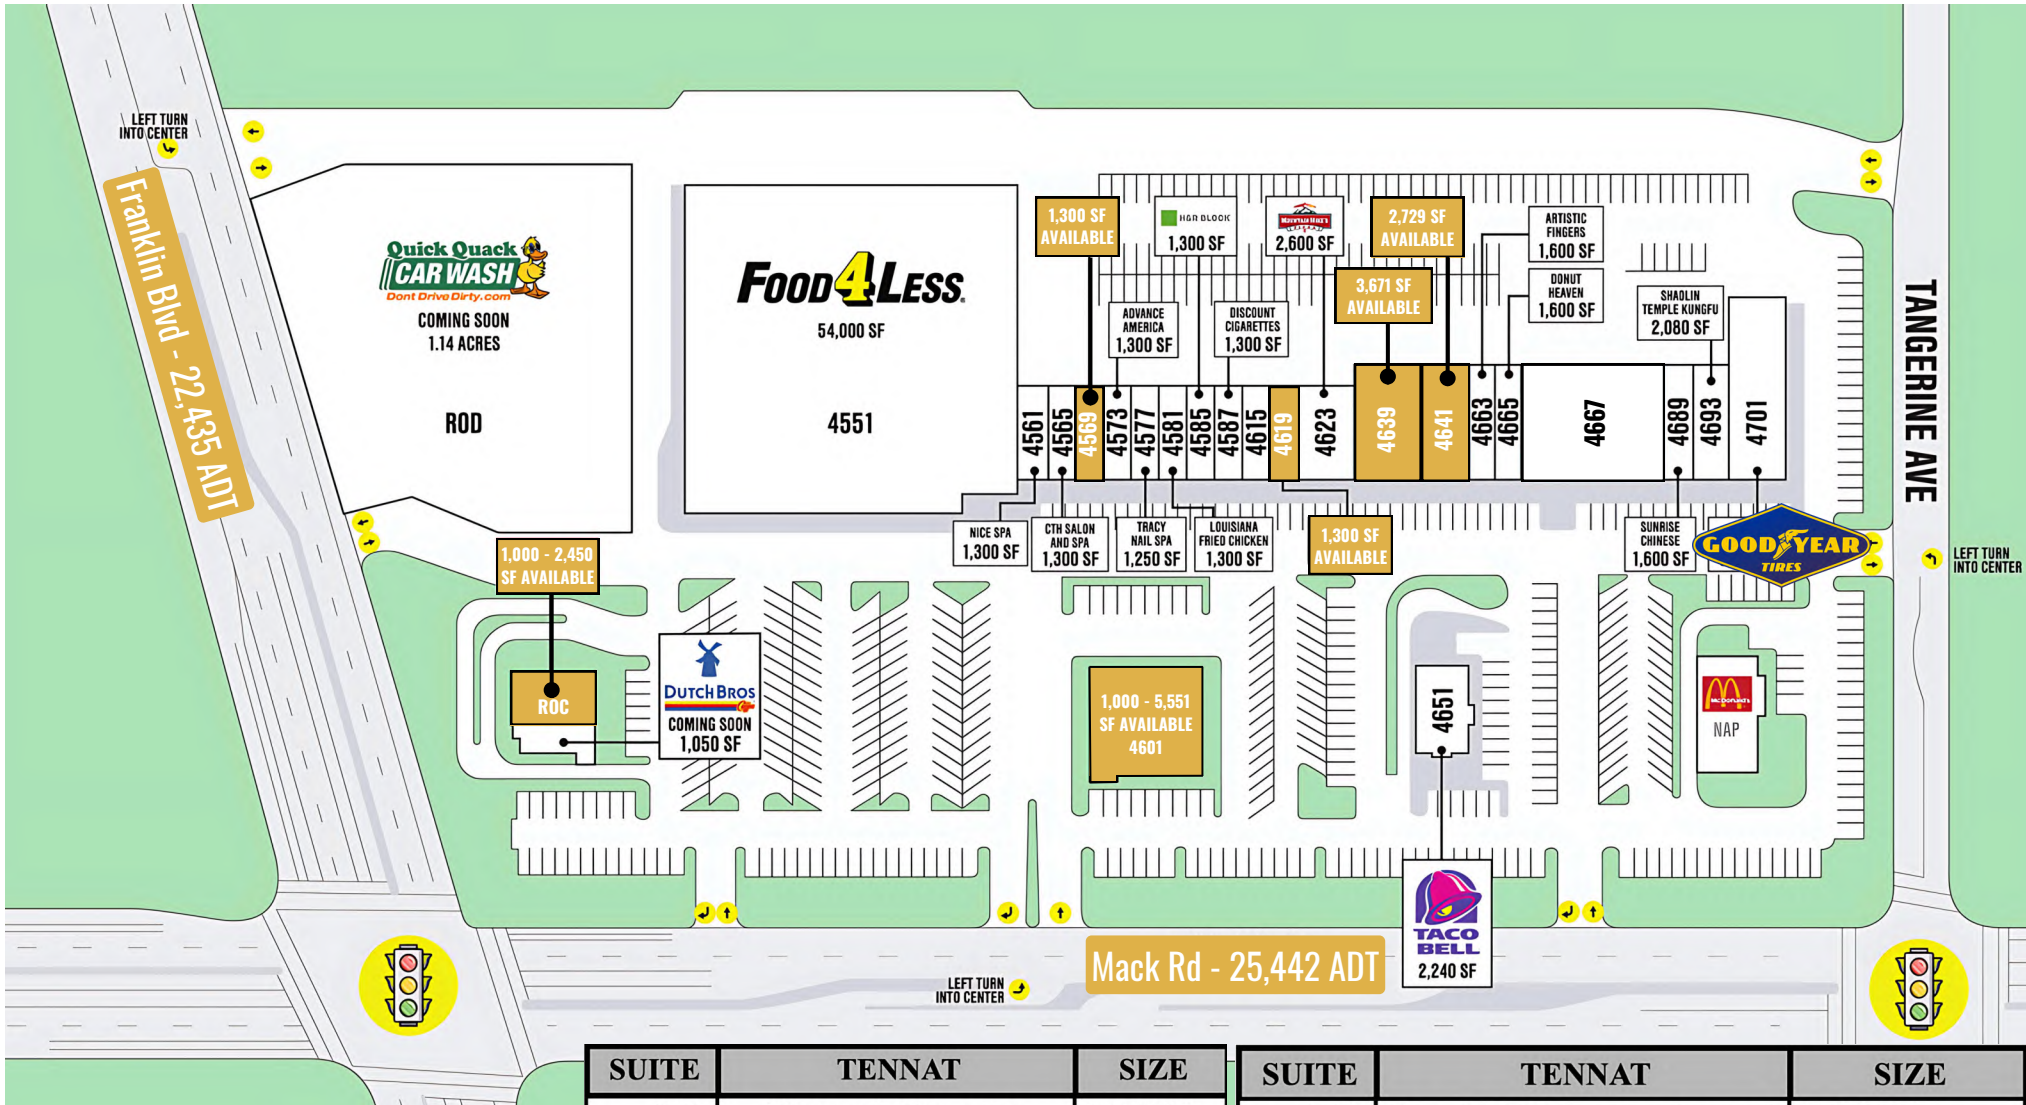 LEFT TURN
INTO CENTER
Franklin Blvd - 22,435 ADT
Quick Quack
CAR WASH
Dont Drive Dirty.com
COMING SOON
1.14 ACRES
ROD
FOOD 4 LESS.
54,000 SF
4551
1,300 SF
AVAILABLE
H&R BLOCK
1,300 SF
MOUNTAIN MIKE'S
2,600 SF
2,729 SF
AVAILABLE
ARTISTIC
FINGERS
1,600 SF
3,671 SF
AVAILABLE
DONUT
HEAVEN
1,600 SF
ADVANCE
AMERICA
1,300 SF
DISCOUNT
CIGARETTES
1,300 SF
SHAOLIN
TEMPLE KUNGFU
2,080 SF
TANGERINE AVE
4561
4565
4569
4573
4577
4581
4585
4587
4615
4619
4623
4639
4641
4663
4665
4667
4689
4693
4701
NICE SPA
1,300 SF
CTH SALON
AND SPA
1,300 SF
TRACY
NAIL SPA
1,250 SF
LOUISIANA
FRIED CHICKEN
1,300 SF
1,300 SF
AVAILABLE
SUNRISE
CHINESE
1,600 SF
GOODYEAR
TIRES
LEFT TURN
INTO CENTER
1,000 - 2,450
SF AVAILABLE
ROC
DUTCH BROS
COMING SOON
1,050 SF
1,000 - 5,551
SF AVAILABLE
4601
4651
McDonald's
NAP
TACO
BELL
2,240 SF
Mack Rd - 25,442 ADT
LEFT TURN
INTO CENTER
SUITE TENNAT SIZE
SUITE TENNAT SIZE